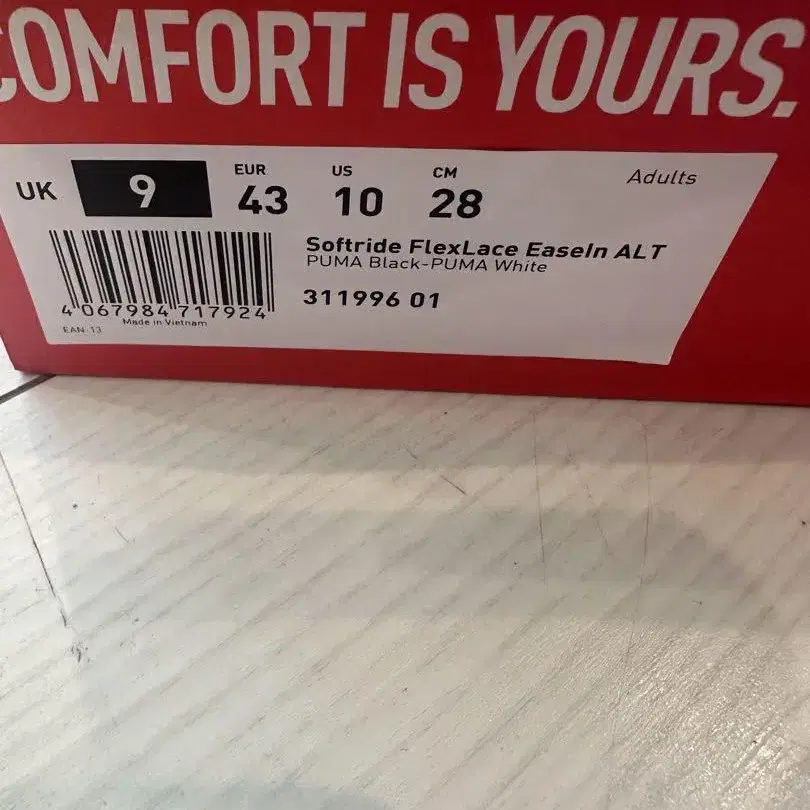 COMFORT IS YOURS.
UK 9 EUR 43 US 10 CM 28 Adults
Softride FlexLace EaseIn ALT
PUMA Black-PUMA White
311996 01
4 067984 717924
Made in Vietnam
EAN-13